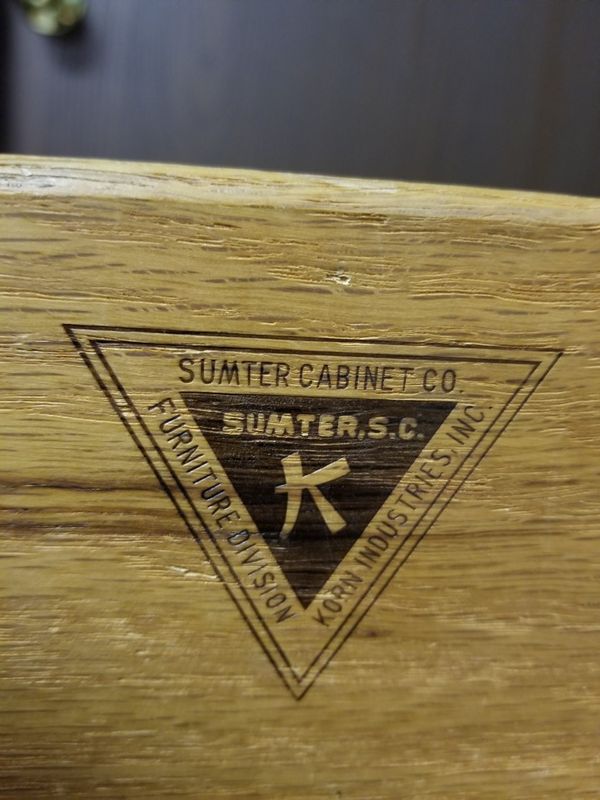 SUMTER CABINET CO.
SUMTER, S.C.
K
FURNITURE DIVISION
KORN INDUSTRIES, INC.